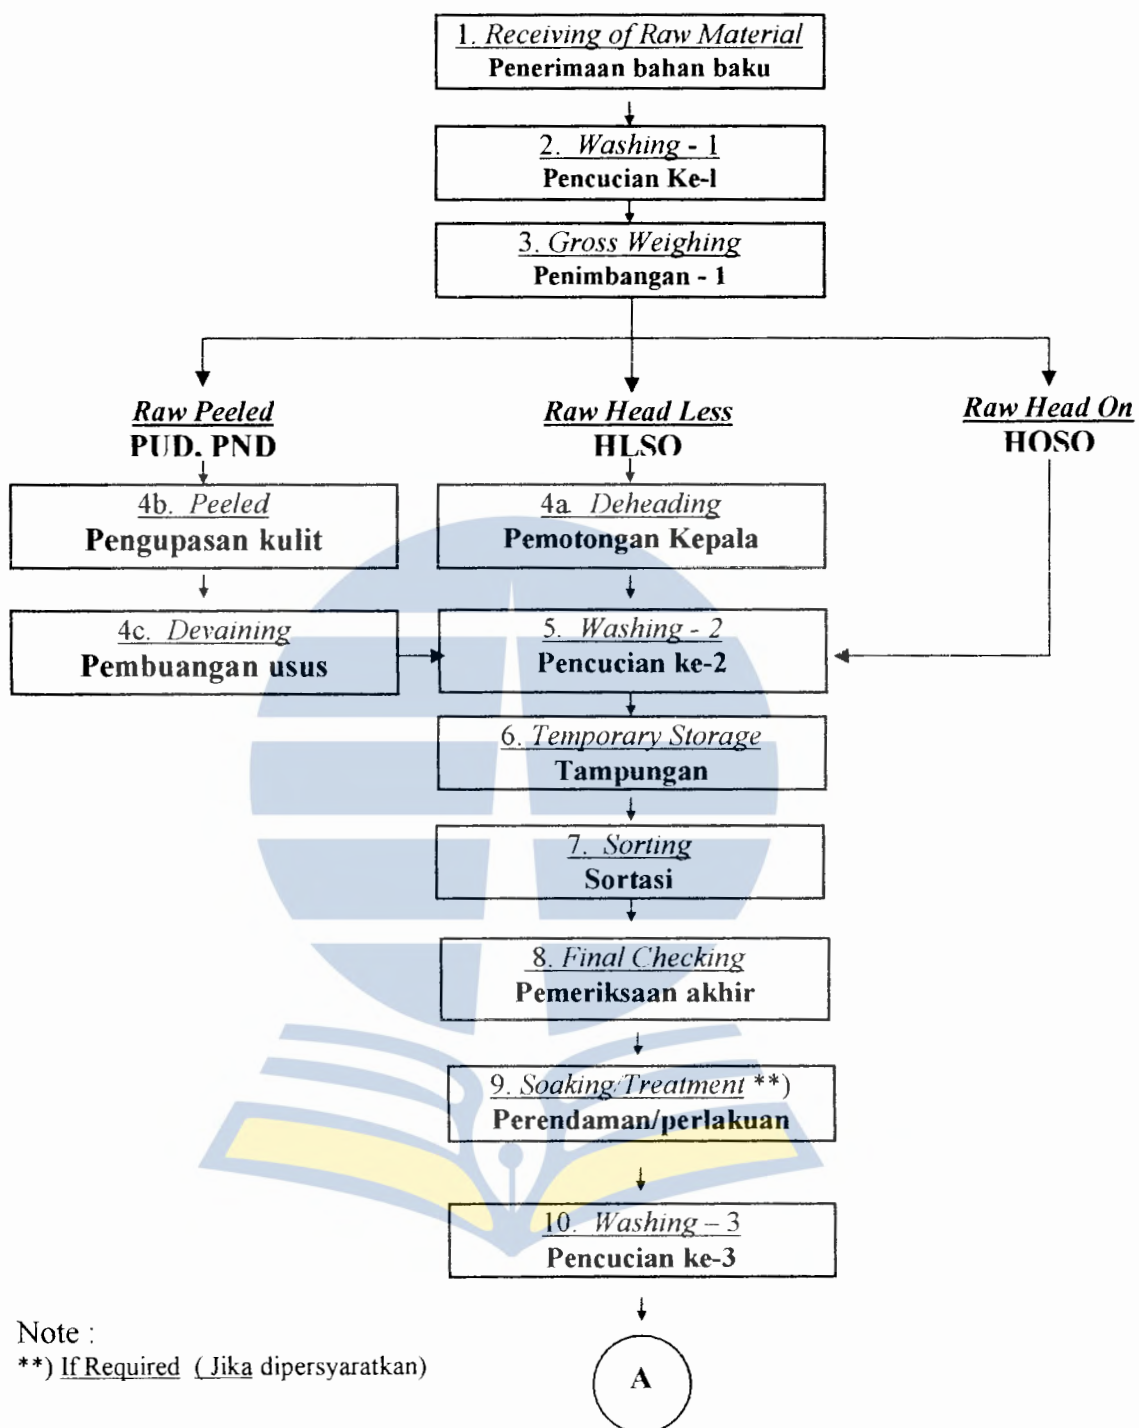 1. Receiving of Raw Material
Penerimaan bahan baku
2. Washing - 1
Pencucian Ke-1
3. Gross Weighing
Penimbangan - 1
Raw Peeled
PUD, PND
Raw Head Less
HLSO
Raw Head On
HOSO
4b. Peeled
Pengupasan kulit
4a. Deheading
Pemotongan Kepala
4c. Devaining
Pembuangan usus
5. Washing - 2
Pencucian ke-2
6. Temporary Storage
Tampungan
7. Sorting
Sortasi
8. Final Checking
Pemeriksaan akhir
9. Soaking/Treatment **)
Perendaman/perlakuan
10. Washing – 3
Pencucian ke-3
A
Note :
**) If Required ( Jika dipersyaratkan)